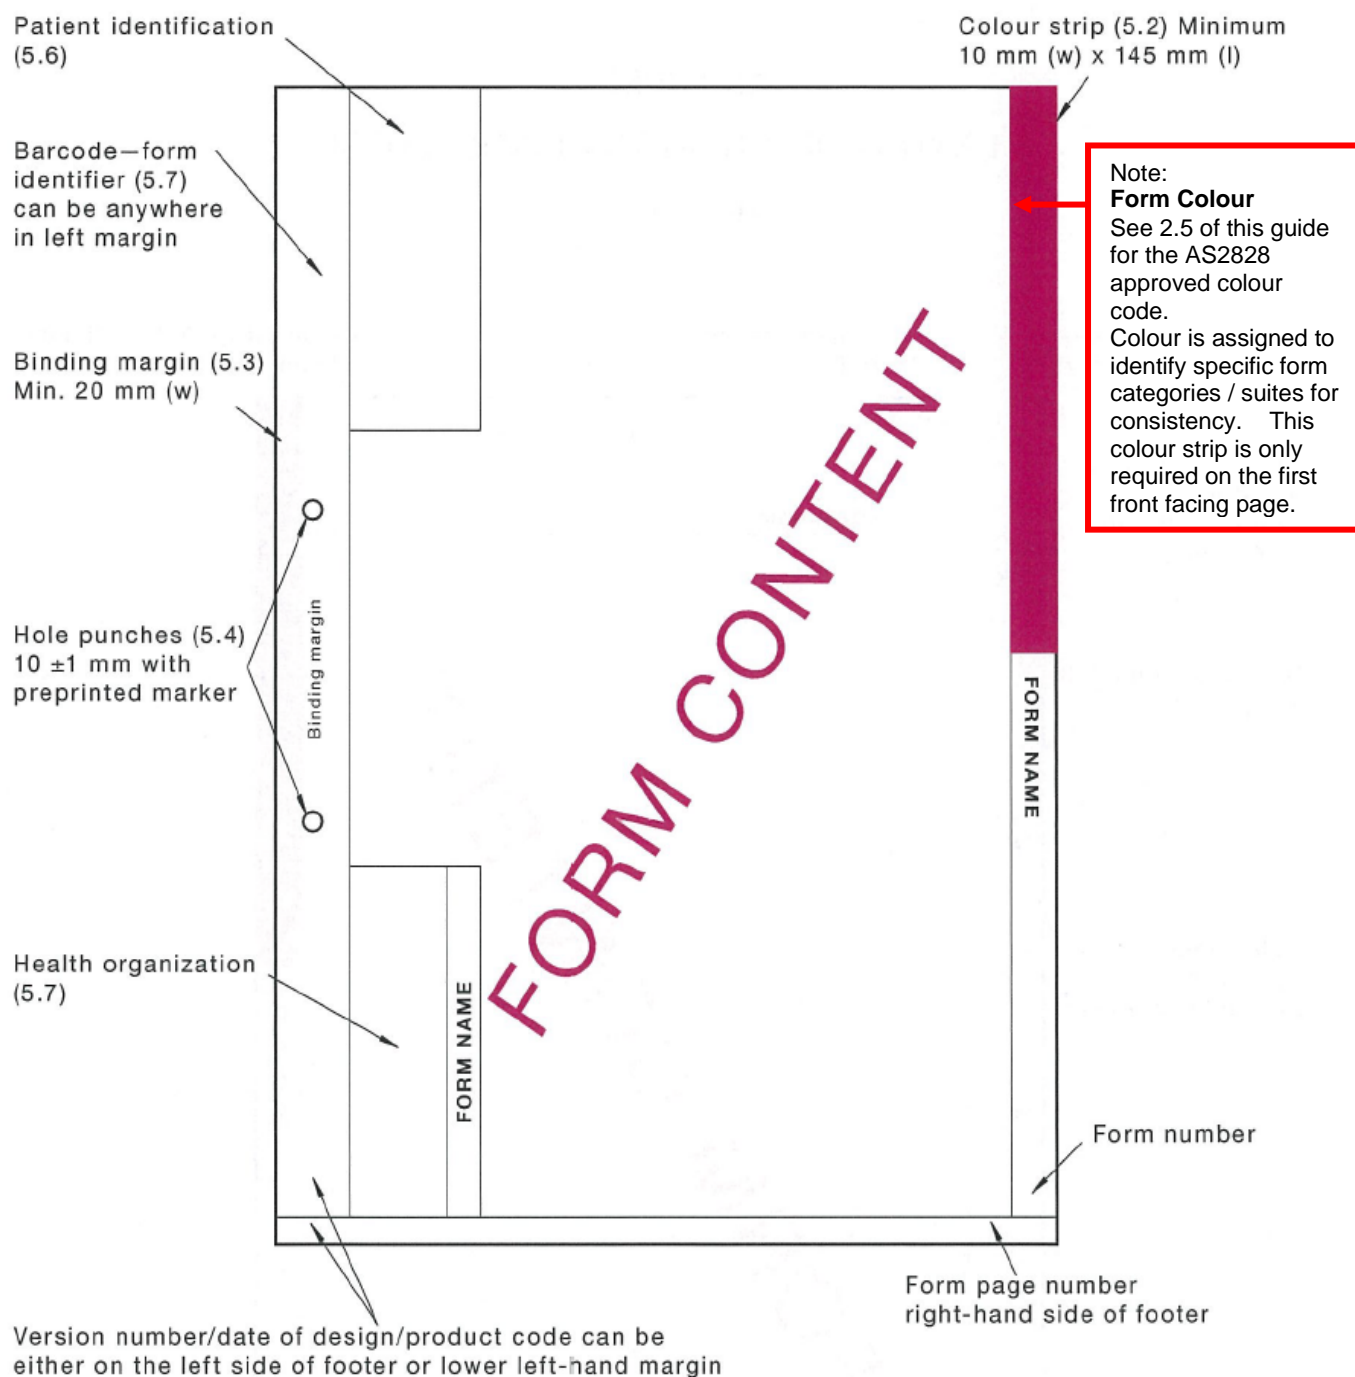 Patient identification
(5.6)
Colour strip (5.2) Minimum
10 mm (w) x 145 mm (l)
Barcode—form
identifier (5.7)
can be anywhere
in left margin
Note:
Form Colour
See 2.5 of this guide
for the AS2828
approved colour
code.
Colour is assigned to
identify specific form
categories / suites for
consistency. This
colour strip is only
required on the first
front facing page.
Binding margin (5.3)
Min. 20 mm (w)
Hole punches (5.4)
10 ±1 mm with
preprinted marker
Binding margin
FORM CONTENT
FORM NAME
Health organization
(5.7)
FORM NAME
Form number
Form page number
right-hand side of footer
Version number/date of design/product code can be
either on the left side of footer or lower left-hand margin